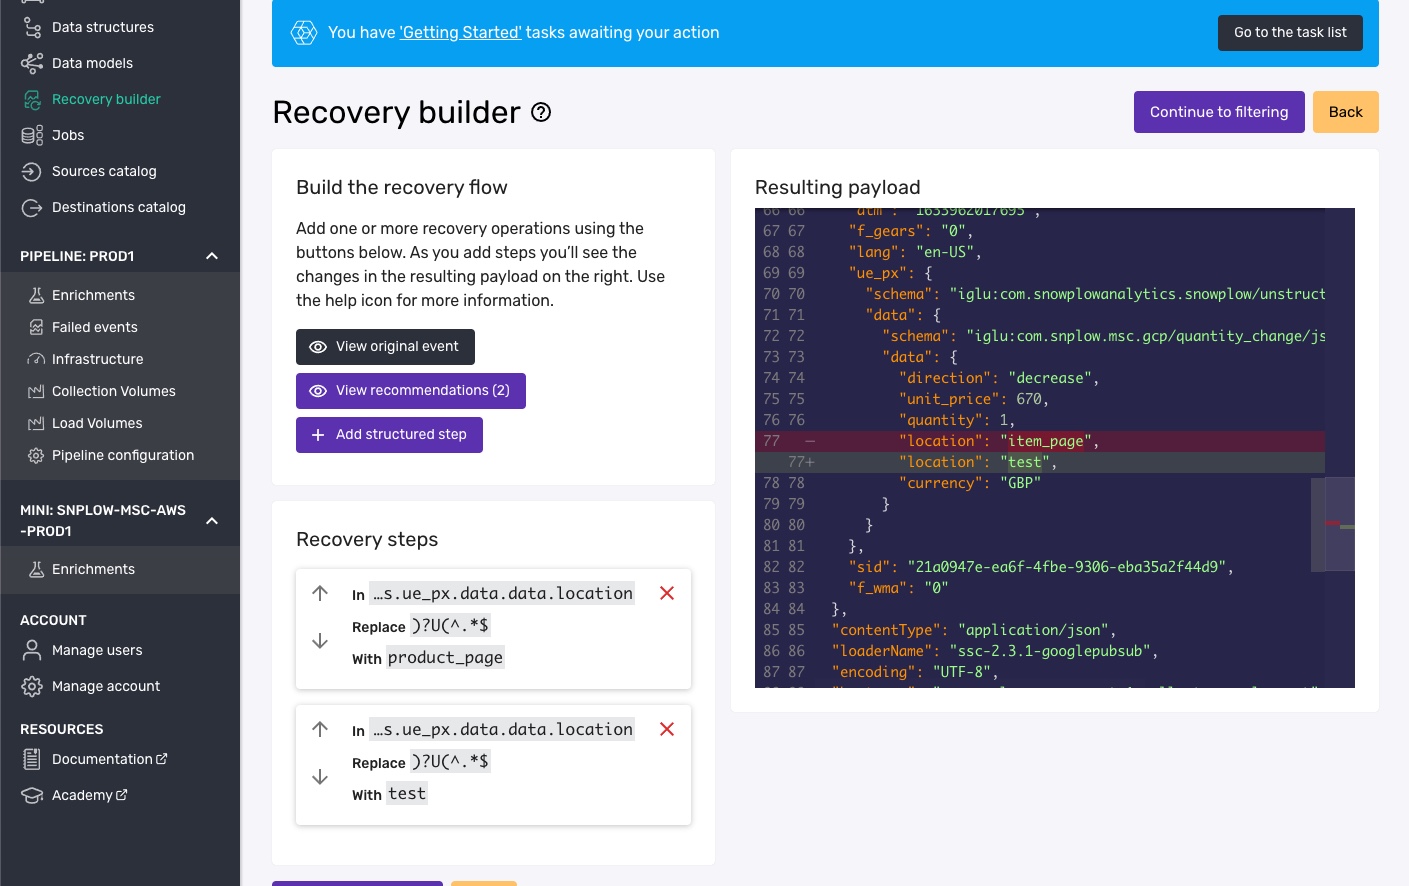 Data structures
Data models
Recovery builder
Jobs
Sources catalog
Destinations catalog
PIPELINE: PROD1
Enrichments
Failed events
Infrastructure
Collection Volumes
Load Volumes
Pipeline configuration
MINI: SNPLOW-MSC-AWS
-PROD1
Enrichments
ACCOUNT
Manage users
Manage account
RESOURCES
Documentation
Academy
You have 'Getting Started' tasks awaiting your action
Go to the task list
Recovery builder
Continue to filtering
Back
Build the recovery flow
Add one or more recovery operations using the
buttons below. As you add steps you’ll see the
changes in the resulting payload on the right. Use
the help icon for more information.
View original event
View recommendations (2)
+ Add structured step
Recovery steps
In …s.ue_px.data.data.location
Replace )?U(^.*$
With product_page
In …s.ue_px.data.data.location
Replace )?U(^.*$
With test
Resulting payload
66 66 "dtm": "1633962017695",
67 67 "f_gears": "0",
68 68 "lang": "en-US",
69 69 "ue_px": {
70 70 "schema": "iglu:com.snowplowanalytics.snowplow/unstruct
71 71 "data": {
72 72 "schema": "iglu:com.snplow.msc.gcp/quantity_change/js
73 73 "data": {
74 74 "direction": "decrease",
75 75 "unit_price": 670,
76 76 "quantity": 1,
77 − "location": "item_page",
77+ "location": "test",
78 78 "currency": "GBP"
79 79 }
80 80 }
81 81 },
82 82 "sid": "21a0947e-ea6f-4fbe-9306-eba35a2f44d9",
83 83 "f_wma": "0"
84 84 },
85 85 "contentType": "application/json",
86 86 "loaderName": "ssc-2.3.1-googlepubsub",
87 87 "encoding": "UTF-8",